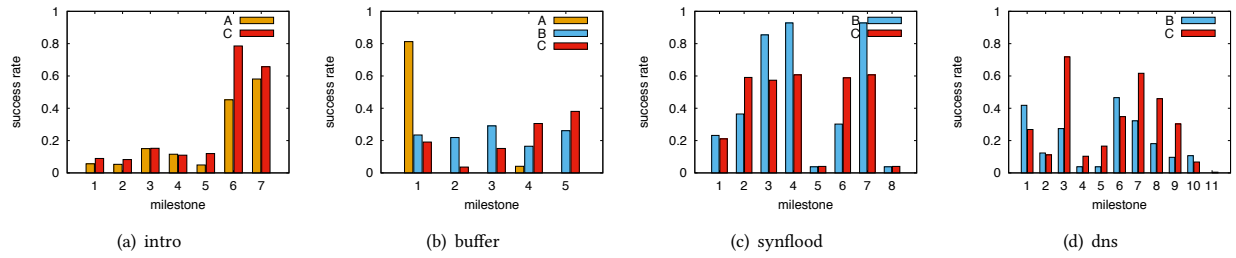 1
0.8
0.6
0.4
0.2
0
success rate
A
C
1 2 3 4 5 6 7
milestone
(a) intro
1
0.8
0.6
0.4
0.2
0
success rate
A
B
C
1 2 3 4 5
milestone
(b) buffer
1
0.8
0.6
0.4
0.2
0
success rate
B
C
1 2 3 4 5 6 7 8
milestone
(c) synflood
1
0.8
0.6
0.4
0.2
0
success rate
B
C
1 2 3 4 5 6 7 8 9 10 11
milestone
(d) dns